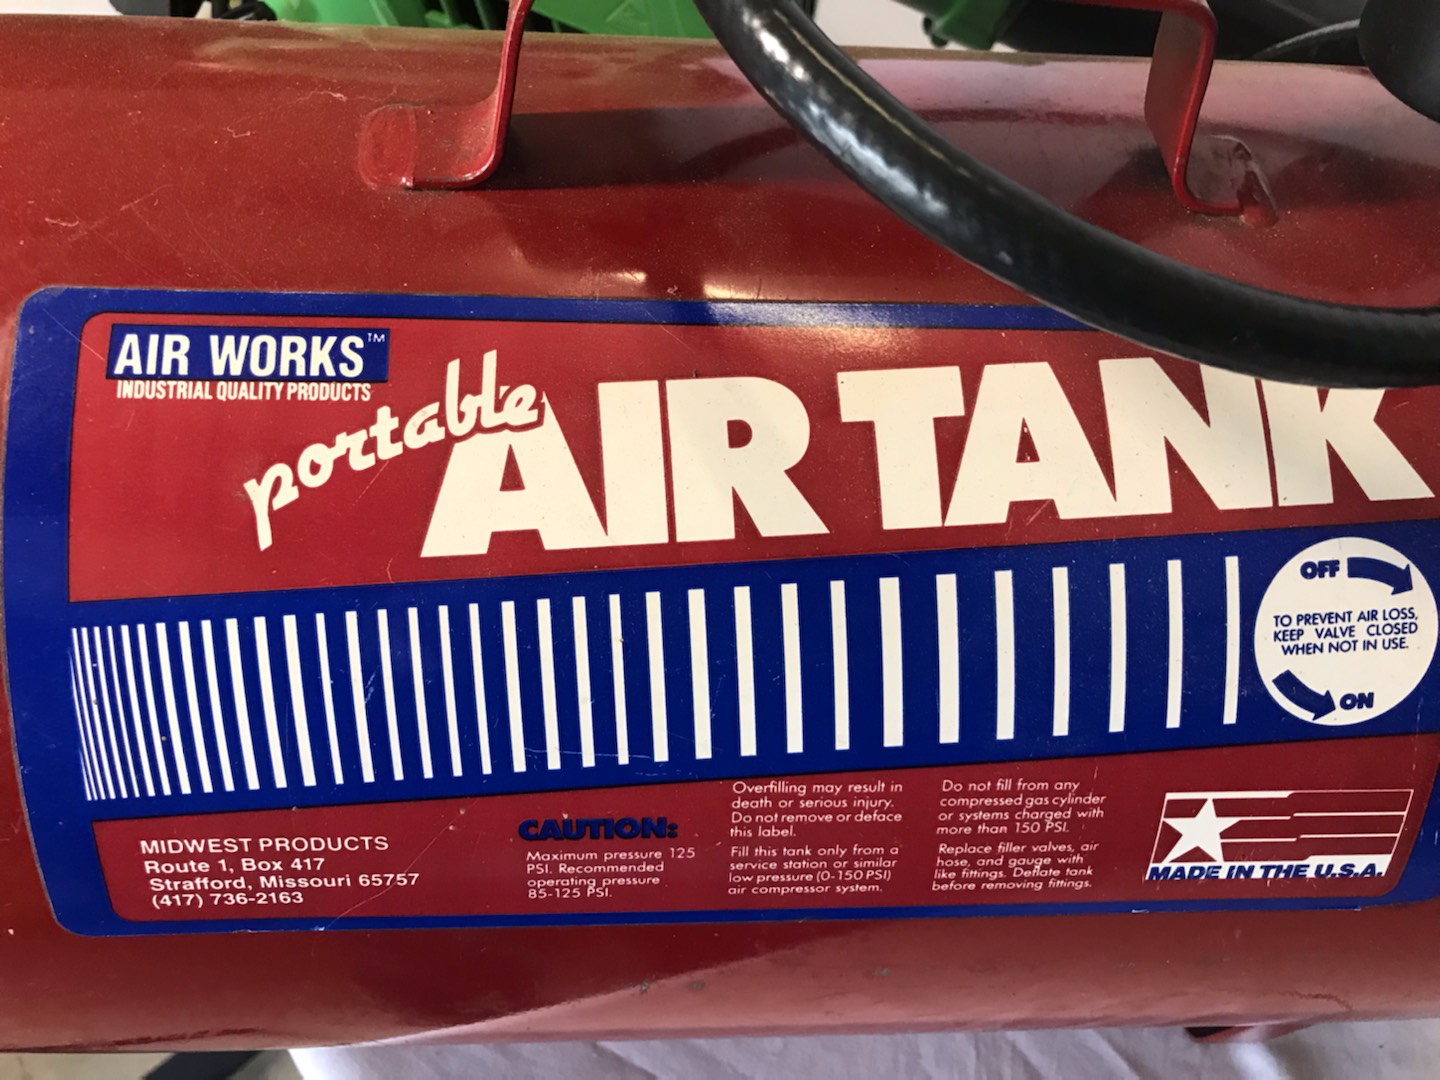 AIR WORKS™
INDUSTRIAL QUALITY PRODUCTS
portable
AIR TANK
OFF
TO PREVENT AIR LOSS,
KEEP VALVE CLOSED
WHEN NOT IN USE.
ON
MIDWEST PRODUCTS
Route 1, Box 417
Strafford, Missouri 65757
(417) 736-2163
CAUTION:
Maximum pressure 125
PSI. Recommended
operating pressure
85-125 PSI.
Overfilling may result in
death or serious injury.
Do not remove or deface
this label.
Fill this tank only from a
service station or similar
low pressure (0-150 PSI)
air compressor system.
Do not fill from any
compressed gas cylinder
or systems charged with
more than 150 PSI.
Replace filler valves, air
hose, and gauge with
like fittings. Deflate tank
before removing fittings.
MADE IN THE U.S.A.